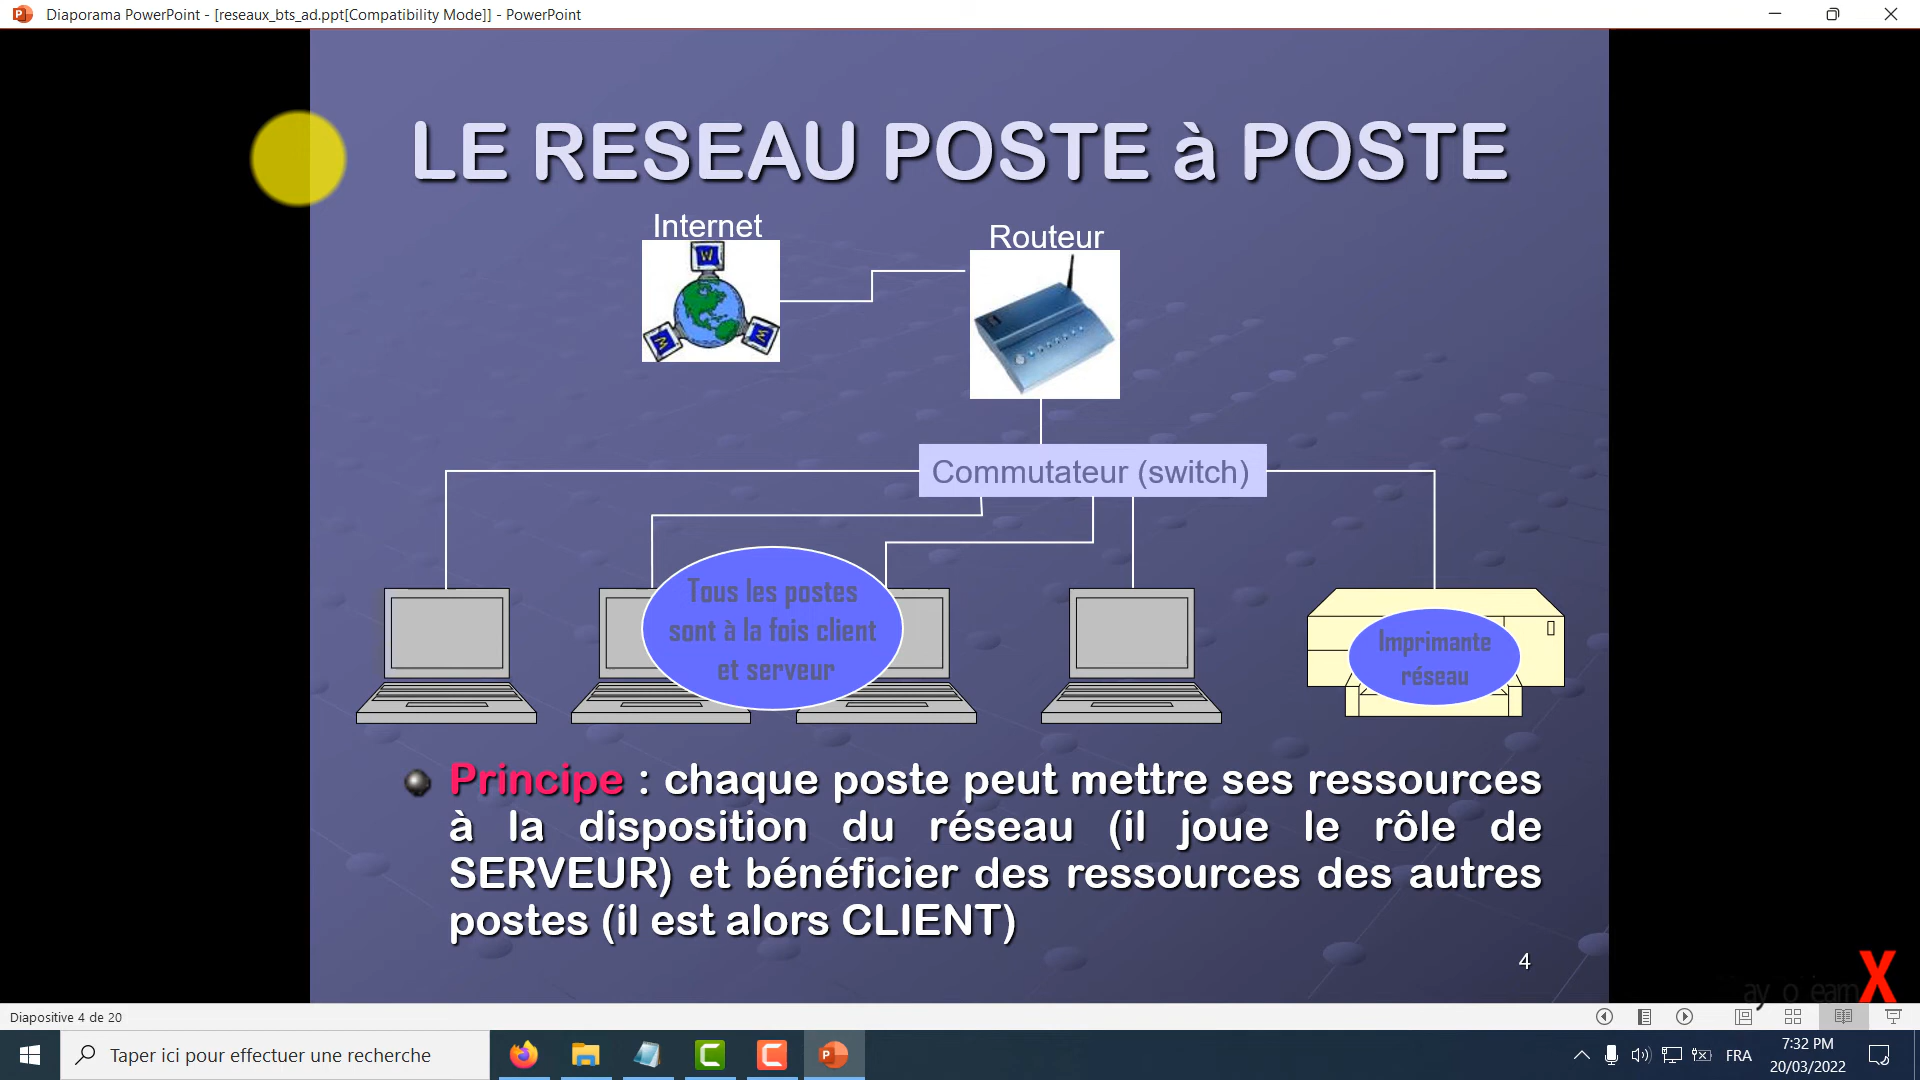 Diaporama PowerPoint - [reseaux_bts_ad.ppt[Compatibility Mode]] - PowerPoint
LE RESEAU POSTE à POSTE
Internet
Routeur
W
Commutateur (switch)
Tous les postes
sont à la fois client
et serveur
Imprimante
réseau
Principe : chaque poste peut mettre ses ressources
à la disposition du réseau (il joue le rôle de
SERVEUR) et bénéficier des ressources des autres
postes (il est alors CLIENT)
4
X
Diapositive 4 de 20
Taper ici pour effectuer une recherche
FRA
7:32 PM
20/03/2022